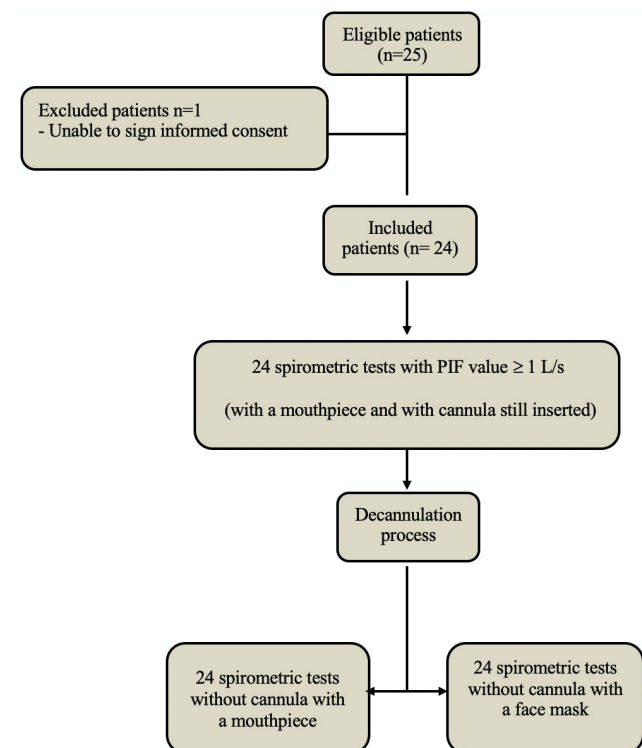 Eligible patients
(n=25)
Excluded patients n=1
- Unable to sign informed consent
Included
patients (n= 24)
24 spirometric tests with PIF value ≥ 1 L/s
(with a mouthpiece and with cannula still inserted)
Decannulation
process
24 spirometric tests
without cannula with
a mouthpiece
24 spirometric tests
without cannula with
a face mask